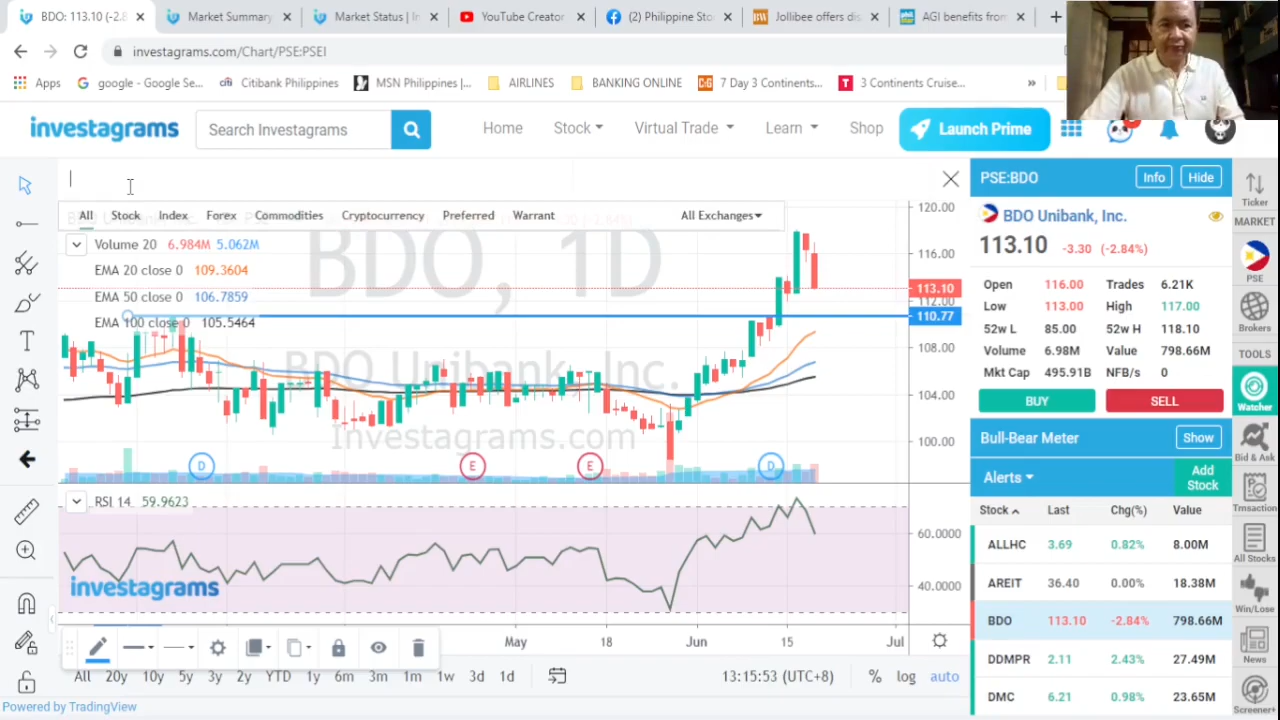 BDO: 113.10 (-2.8
Market Summary
Market Status | In
YouTube Creator
(2) Philippine Sto
Jollibee offers dis
AGI benefits from
investagrams.com/Chart/PSE:PSEI
Apps
google - Google Se...
Citibank Philippines
MSN Philippines |...
AIRLINES
BANKING ONLINE
7 Day 3 Continents...
3 Continents Cruise...
»
investagrams
Search Investagrams
Home
Stock
Virtual Trade
Learn
Shop
Launch Prime
All
Stock
Index
Forex
Commodities
Cryptocurrency
Preferred
Warrant
All Exchanges
Volume 20 6.984M 5.062M
EMA 20 close 0 109.3604
EMA 50 close 0 106.7859
EMA 100 close 0 105.5464
BDO, 1D
BDO Unibank, Inc.
Investagrams.com
120.00
116.00
113.10
112.00
110.77
108.00
104.00
100.00
D
E
E
D
RSI 14 59.9623
60.0000
40.0000
investagrams
May
18
Jun
15
Jul
All 20y 10y 5y 3y 2y YTD 1y 6m 3m 1m 1w 3d 1d
13:15:53 (UTC+8)
% log auto
Powered by TradingView
PSE:BDO
Info
Hide
BDO Unibank, Inc.
113.10 -3.30 (-2.84%)
Open 116.00 Trades 6.21K
Low 113.00 High 117.00
52w L 85.00 52w H 118.10
Volume 6.98M Value 798.66M
Mkt Cap 495.91B NFB/s 0
BUY
SELL
Bull-Bear Meter
Show
Alerts
Add Stock
Stock Last Chg(%) Value
ALLHC 3.69 0.82% 8.00M
AREIT 36.40 0.00% 18.38M
BDO 113.10 -2.84% 798.66M
DDMPR 2.11 2.43% 27.49M
DMC 6.21 0.98% 23.65M
Ticker
MARKET
PSE
Brokers
TOOLS
Watcher
Bid & Ask
Trnsaction
All Stocks
Win/Lose
News
Screener+